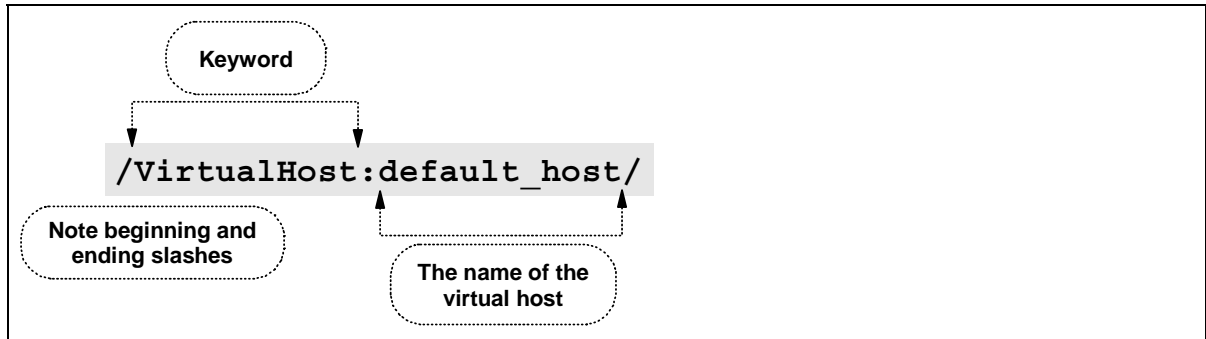 Keyword
/VirtualHost:default_host/
Note beginning and
ending slashes
The name of the
virtual host